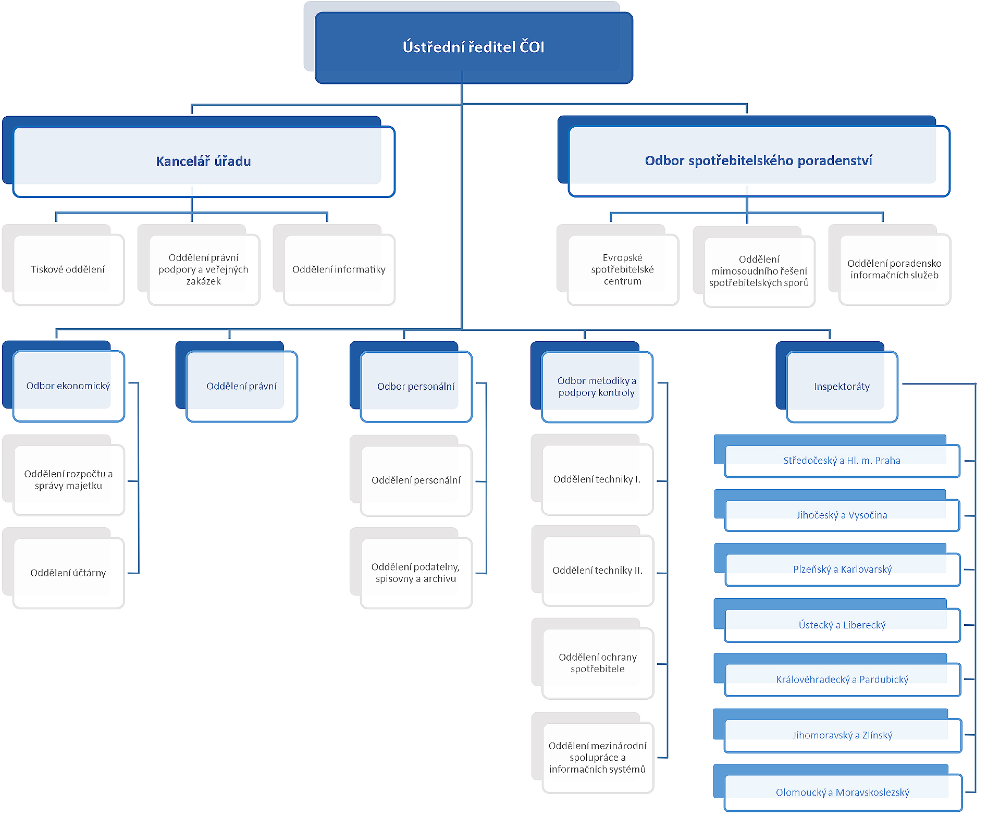 Ústřední ředitel ČOI
Kancelář úřadu
Odbor spotřebitelského poradenství
Tiskové oddělení
Oddělení právní
podpory a veřejných
zakázek
Oddělení informatiky
Evropské
spotřebitelské
centrum
Oddělení
mimosoudního řešení
spotřebitelských sporů
Oddělení poradensko
informačních služeb
Odbor ekonomický
Oddělení právní
Odbor personální
Odbor metodiky a
podpory kontroly
Inspektoráty
Oddělení rozpočtu a
správy majetku
Oddělení účtárny
Oddělení personální
Oddělení podatelny,
spisovny a archivu
Oddělení techniky I.
Oddělení techniky II.
Oddělení ochrany
spotřebitele
Oddělení mezinárodní
spolupráce a
informačních systémů
Středočeský a Hl. m. Praha
Jihočeský a Vysočina
Plzeňský a Karlovarský
Ústecký a Liberecký
Královéhradecký a Pardubický
Jihomoravský a Zlínský
Olomoucký a Moravskoslezský